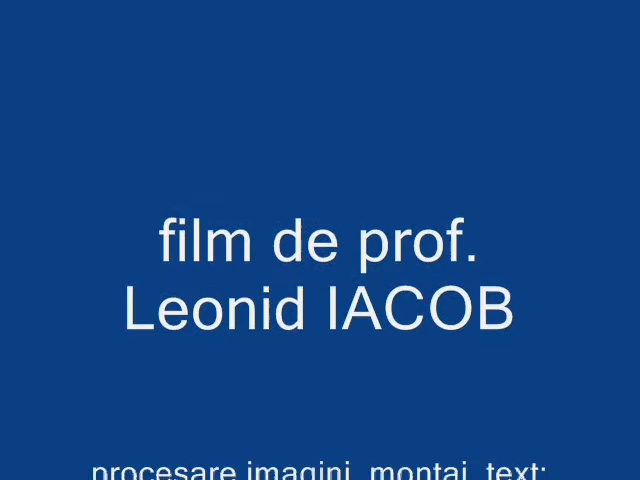 film de prof.
Leonid IACOB
procesare imagini, montaj, text: